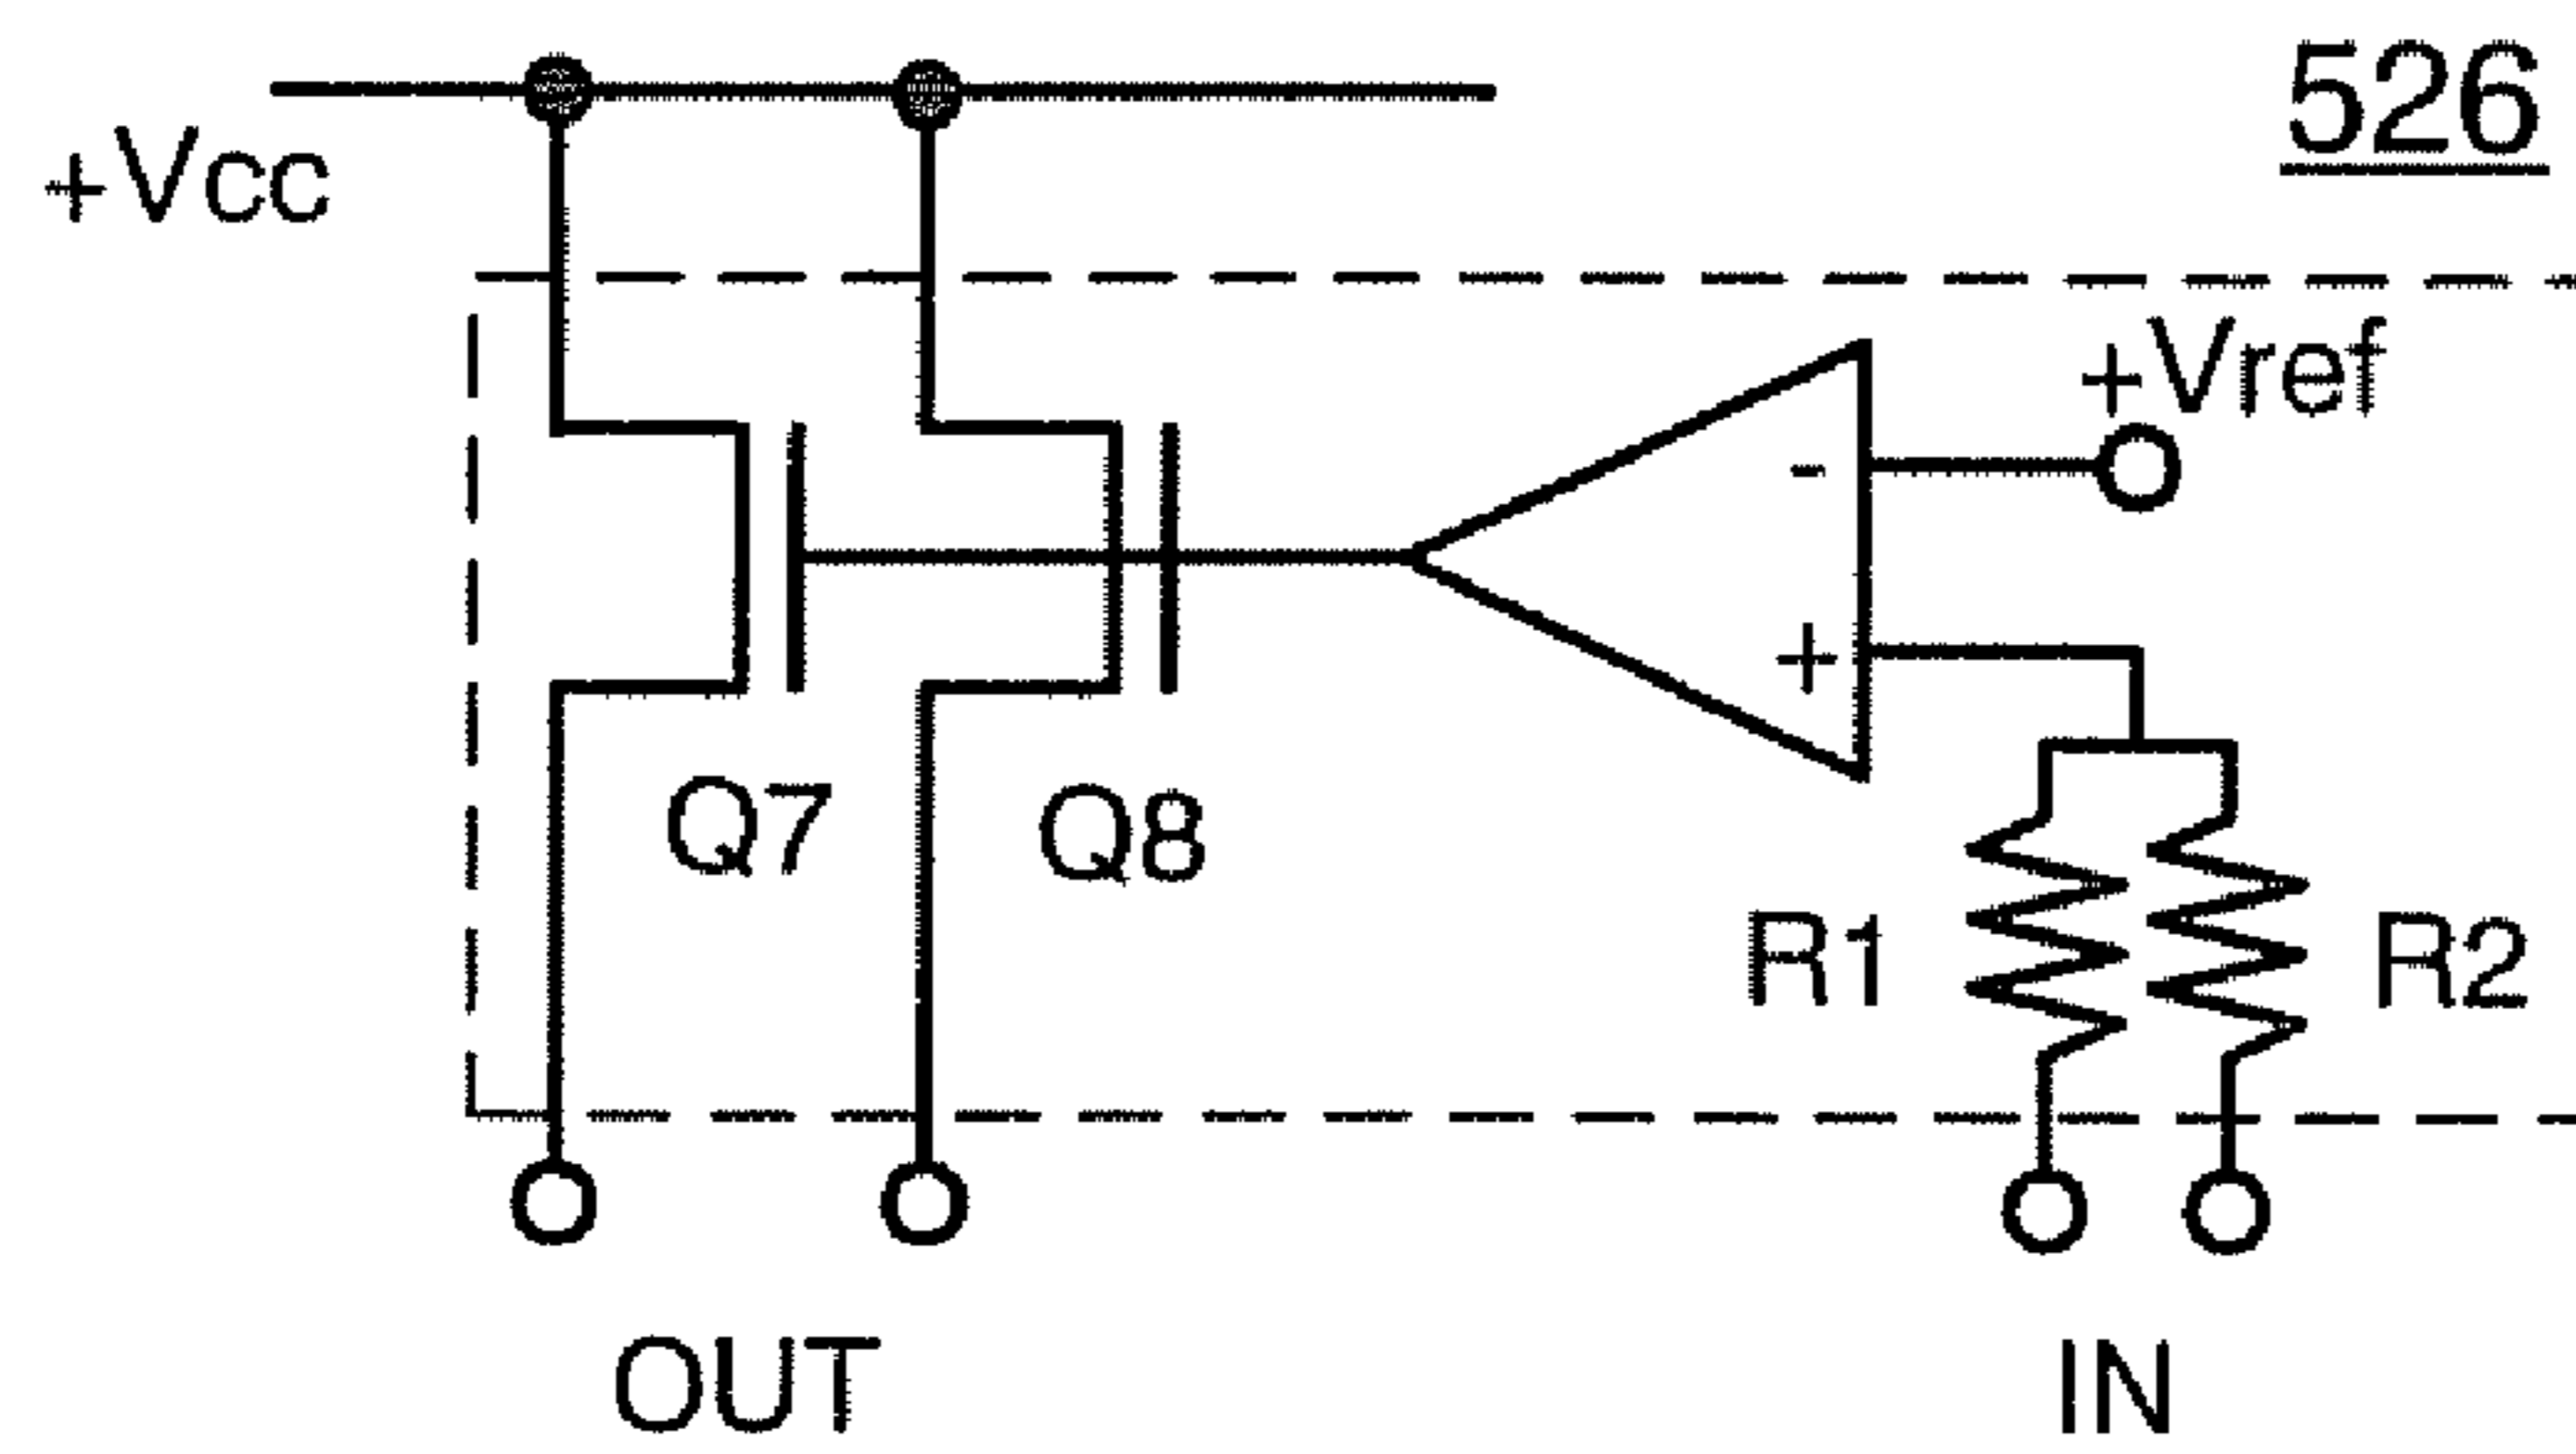 526
+Vcc
+Vref
-
+
Q7
Q8
R1
R2
OUT
IN